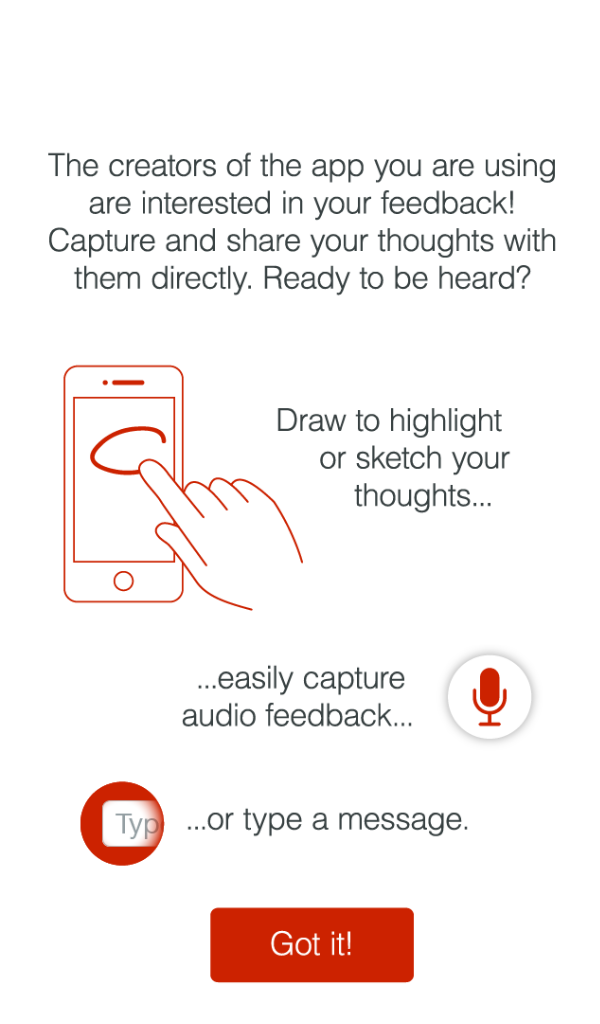 The creators of the app you are using
are interested in your feedback!
Capture and share your thoughts with
them directly. Ready to be heard?
Draw to highlight
or sketch your
thoughts...
...easily capture
audio feedback...
Typ
...or type a message.
Got it!